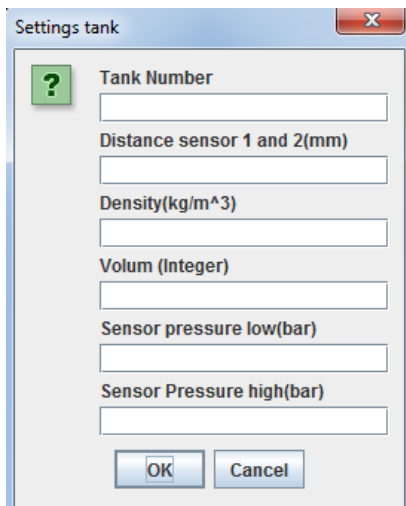 Settings tank
x
?
Tank Number
Distance sensor 1 and 2(mm)
Density(kg/m^3)
Volum (Integer)
Sensor pressure low(bar)
Sensor Pressure high(bar)
OK Cancel